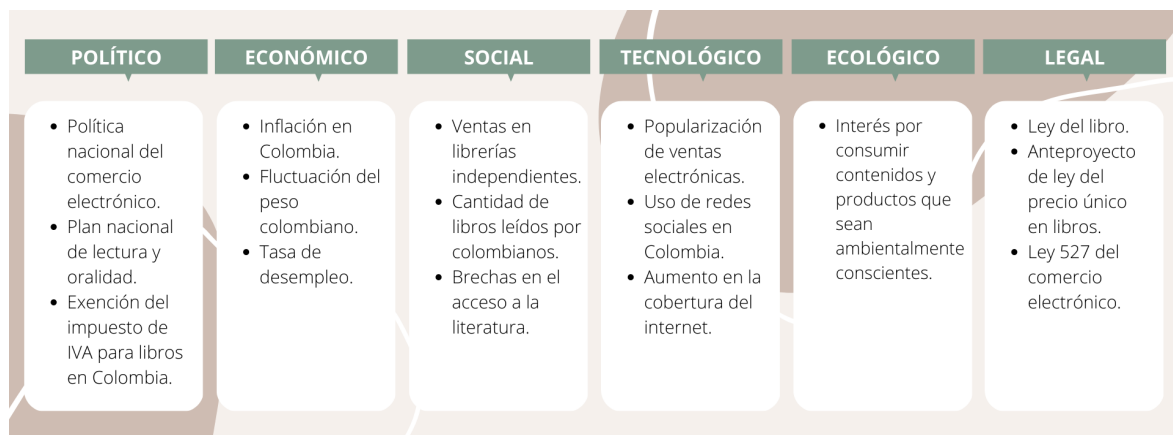 POLÍTICO
Política
nacional del
comercio
electrónico.
Plan nacional
de lectura y
oralidad.
Exención del
impuesto de
IVA para libros
en Colombia.
ECONÓMICO
Inflación en
Colombia.
Fluctuación del
peso
colombiano.
Tasa de
desempleo.
SOCIAL
Ventas en
librerías
independientes.
Cantidad de
libros leídos por
colombianos.
Brechas en el
acceso a la
literatura.
TECNOLÓGICO
Popularización
de ventas
electrónicas.
Uso de redes
sociales en
Colombia.
Aumento en la
cobertura del
internet.
ECOLÓGICO
Interés por
consumir
contenidos y
productos que
sean
ambientalmente
conscientes.
LEGAL
Ley del libro.
Anteproyecto
de ley del
precio único
en libros.
Ley 527 del
comercio
electrónico.